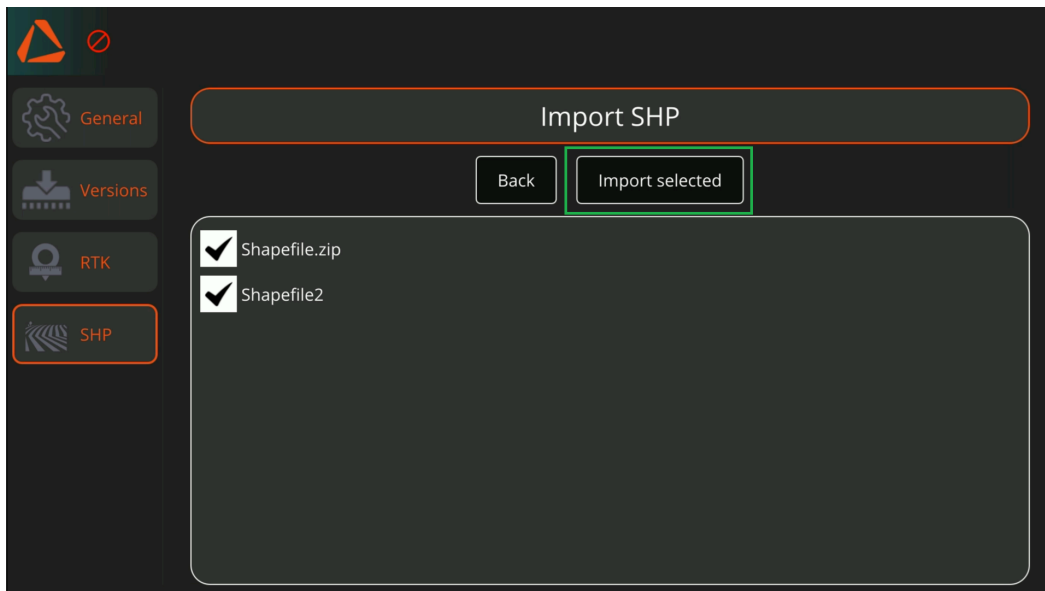 General
Versions
RTK
SHP
Import SHP
Back
Import selected
Shapefile.zip
Shapefile2